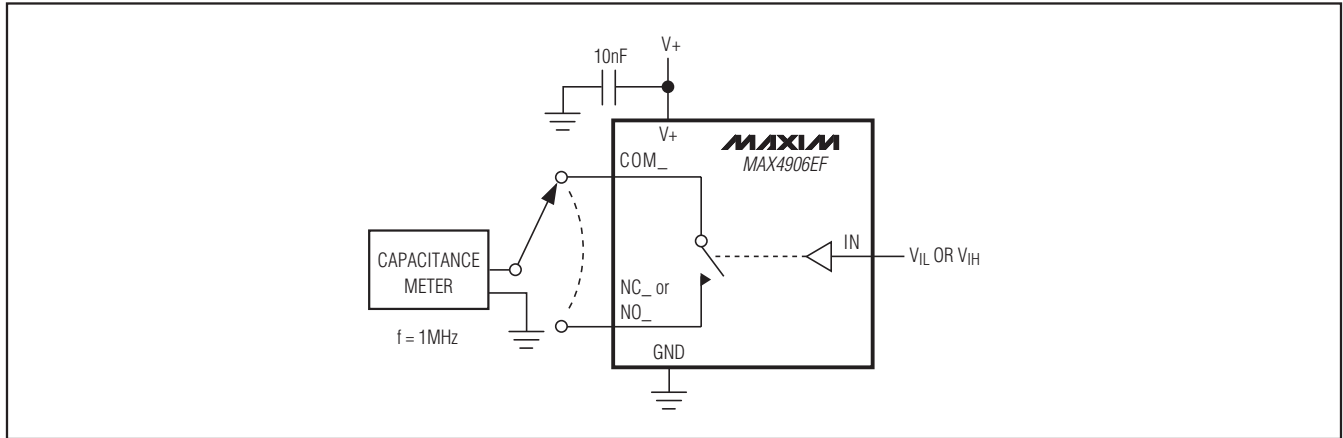 V+
10nF
V+
MAXIM
MAX4906EF
COM_
IN
VIL OR VIH
CAPACITANCE
METER
NC_ or
NO_
f = 1MHz
GND